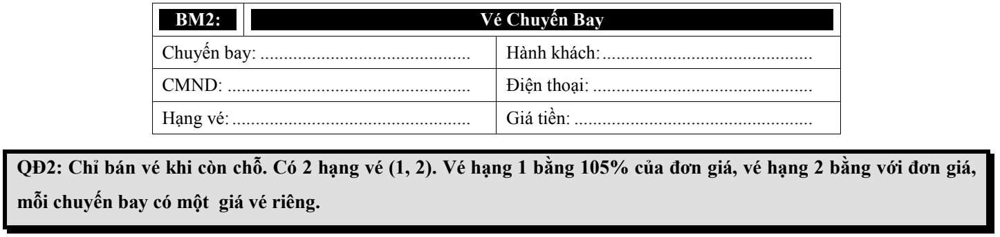 BM2: Vé Chuyến Bay
Chuyến bay: ............................................. Hành khách:.............................................
CMND: .................................................... Điện thoại: ...............................................
Hạng vé: ................................................... Giá tiền: ...................................................
QĐ2: Chỉ bán vé khi còn chỗ. Có 2 hạng vé (1, 2). Vé hạng 1 bằng 105% của đơn giá, vé hạng 2 bằng với đơn giá,
mỗi chuyến bay có một giá vé riêng.